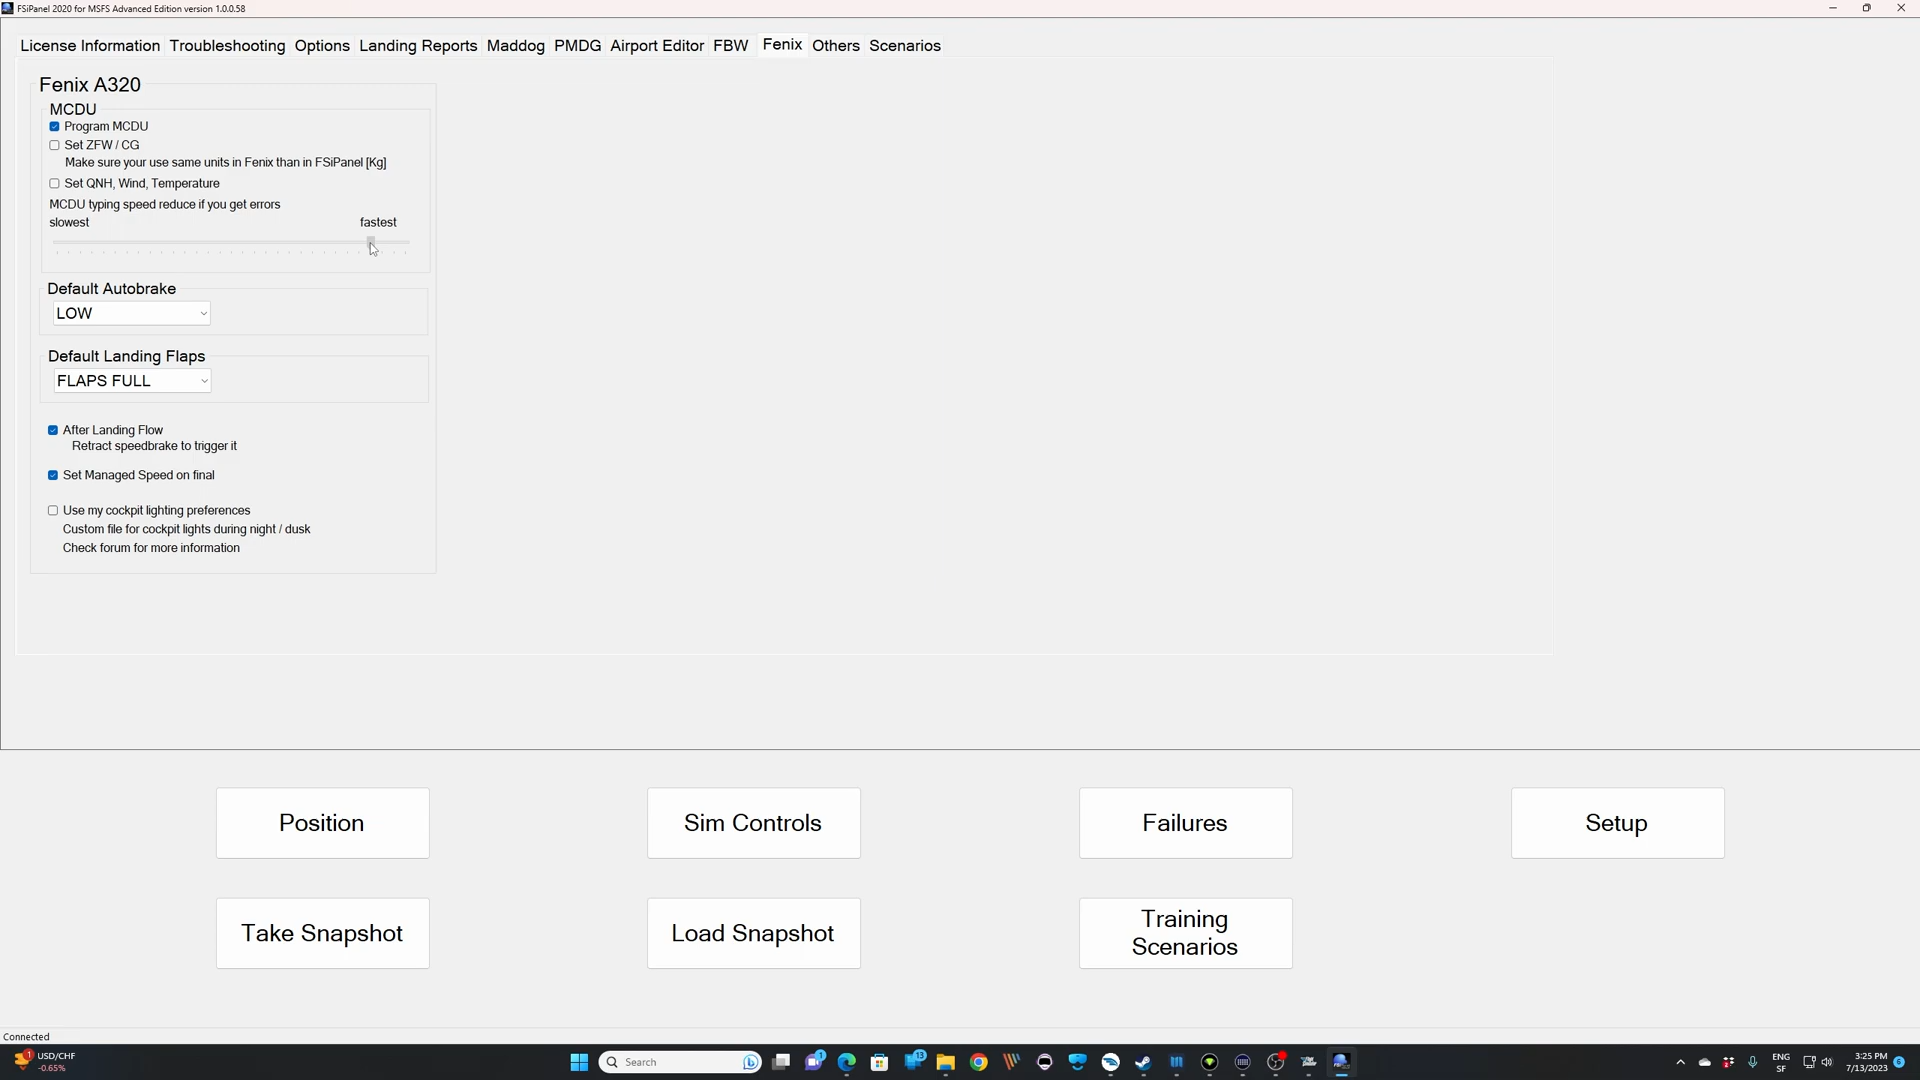 FSiPanel 2020 for MSFS Advanced Edition version 1.0.0.58
License Information Troubleshooting Options Landing Reports Maddog PMDG Airport Editor FBW Fenix Others Scenarios
Fenix A320
MCDU
Program MCDU
Set ZFW / CG
Make sure your use same units in Fenix than in FSiPanel [Kg]
Set QNH, Wind, Temperature
MCDU typing speed reduce if you get errors
slowest fastest
Default Autobrake
LOW
Default Landing Flaps
FLAPS FULL
After Landing Flow
Retract speedbrake to trigger it
Set Managed Speed on final
Use my cockpit lighting preferences
Custom file for cockpit lights during night / dusk
Check forum for more information
Position Sim Controls Failures Setup
Take Snapshot Load Snapshot Training
Scenarios
Connected
1 USD/CHF
-0.65%
Search
1
13
ENG
SF
3:25 PM
7/13/2023
6